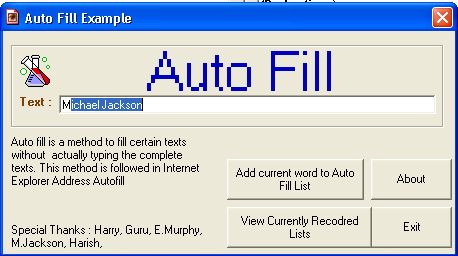 Auto Fill Example
Auto Fill
Text :
Michael Jackson
Auto fill is a method to fill certain texts
without actually typing the complete
texts. This method is followed in Internet
Explorer Address Autofill
Add current word to Auto
Fill List
About
Special Thanks : Harry, Guru, E.Murphy,
M.Jackson, Harish,
View Currently Recodred
Lists
Exit